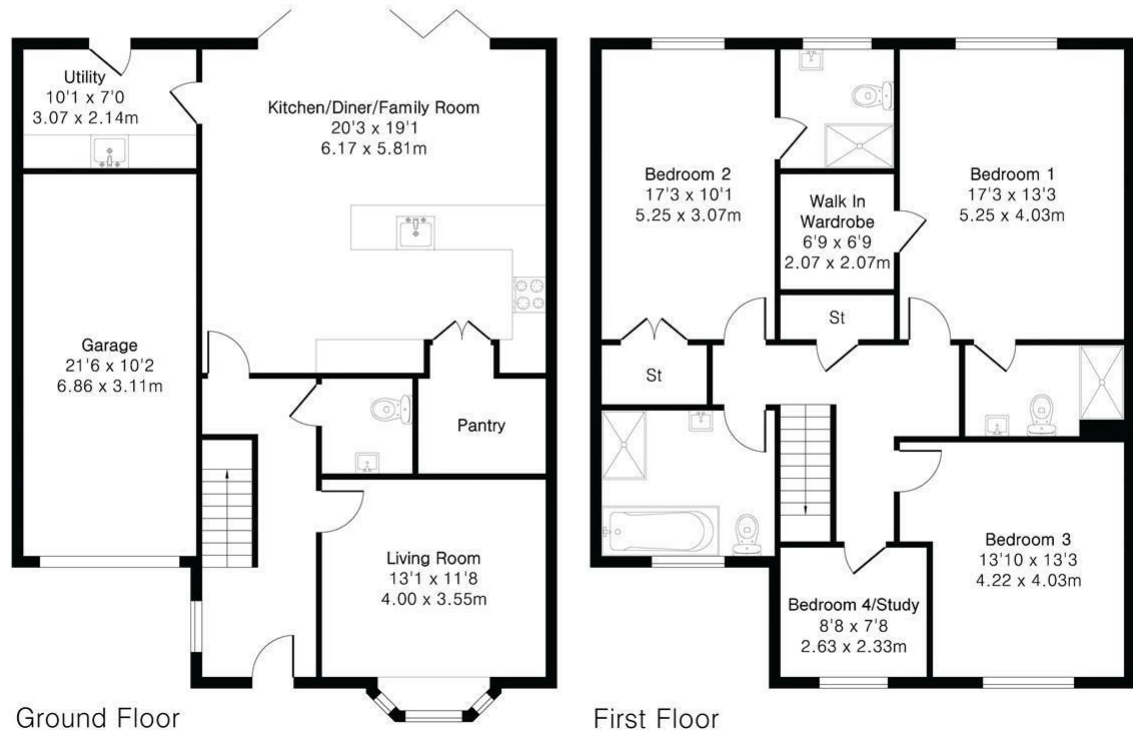 Utility
10'1 x 7'0
3.07 x 2.14m
Kitchen/Diner/Family Room
20'3 x 19'1
6.17 x 5.81m
Garage
21'6 x 10'2
6.86 x 3.11m
Pantry
Living Room
13'1 x 11'8
4.00 x 3.55m
Ground Floor
Bedroom 2
17'3 x 10'1
5.25 x 3.07m
Walk In
Wardrobe
6'9 x 6'9
2.07 x 2.07m
Bedroom 1
17'3 x 13'3
5.25 x 4.03m
St
St
Bedroom 3
13'10 x 13'3
4.22 x 4.03m
Bedroom 4/Study
8'8 x 7'8
2.63 x 2.33m
First Floor